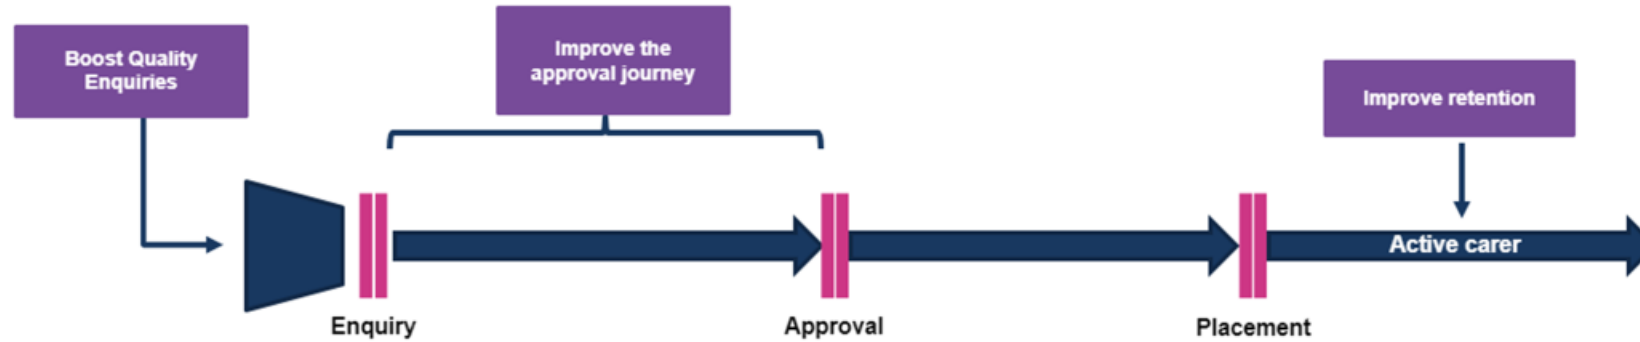 Boost Quality
Enquiries
Improve the
approval journey
Improve retention
Active carer
Enquiry
Approval
Placement